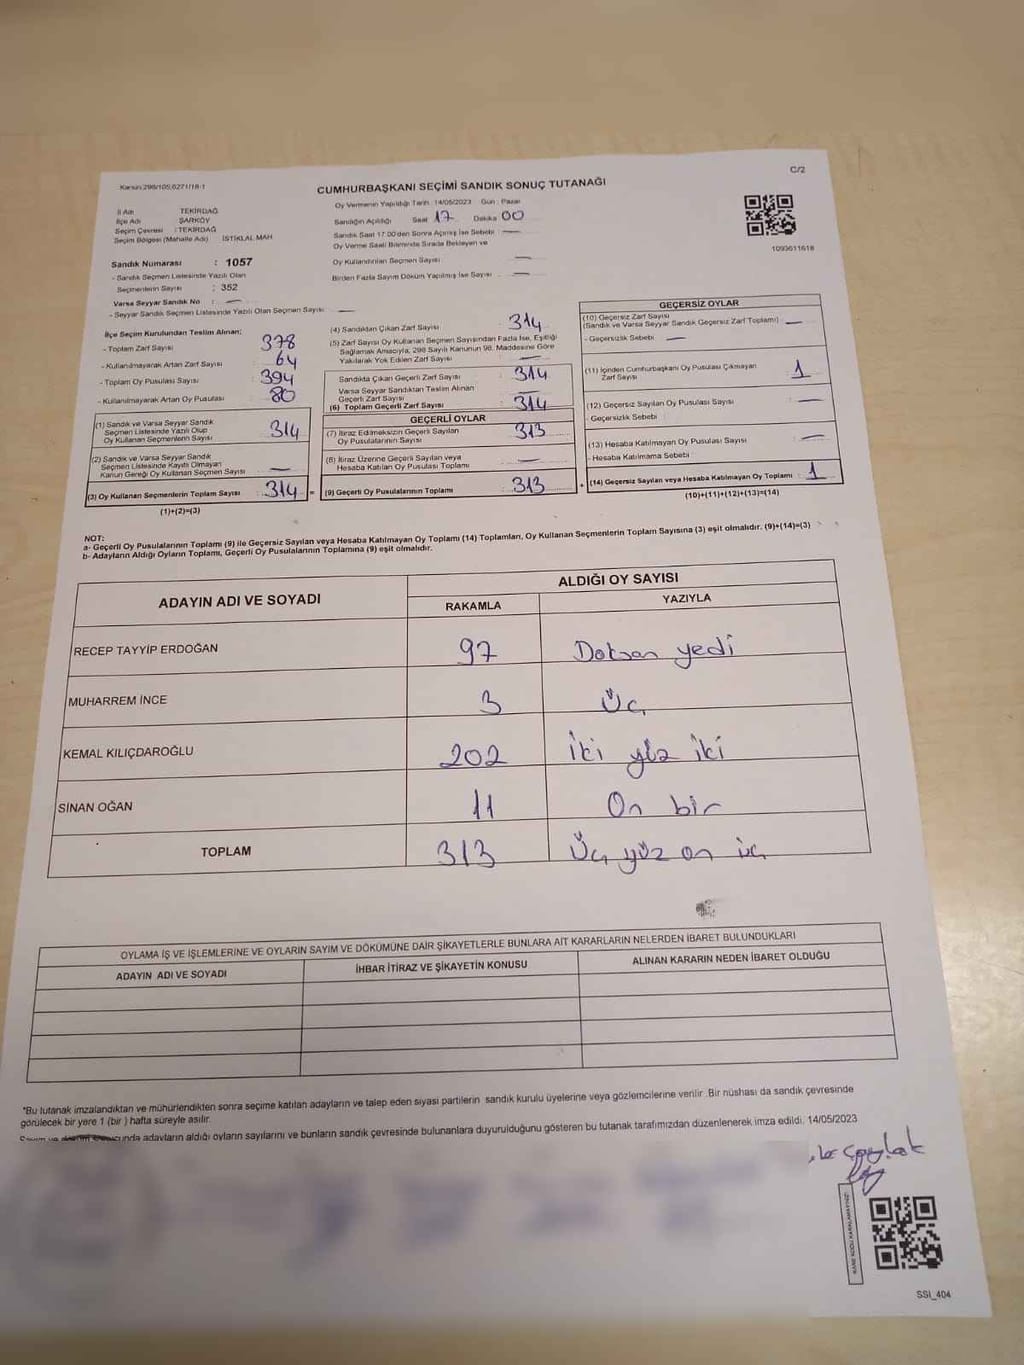 Kanun:298/105,6271/18-1
C/2
CUMHURBAŞKANI SEÇİMİ SANDIK SONUÇ TUTANAĞI
İl Adı TEKİRDAĞ
İlçe Adı ŞARKÖY
Seçim Çevresi : TEKİRDAĞ
Seçim Bölgesi (Mahalle Adı) İSTİKLAL MAH
Oy Vermenin Yapıldığı Tarih : 14/05/2023 Gün : Pazar
Sandığın Açıldığı Saat 17 Dakika 00
Sandık Saat 17.00'den Sonra Açılmış İse Sebebi : —
Oy Verme Saati Bitiminde Sırada Bekleyen ve
Oy Kullandırılan Seçmen Sayısı : —
Birden Fazla Sayım Döküm Yapılmış İse Sayısı : —
1093611618
Sandık Numarası : 1057
- Sandık Seçmen Listesinde Yazılı Olan
Seçmenlerin Sayısı : 352
Varsa Seyyar Sandık No : —
- Seyyar Sandık Seçmen Listesinde Yazılı Olan Seçmen Sayısı : —
İlçe Seçim Kurulundan Teslim Alınan;
- Toplam Zarf Sayısı : 378
- Kullanılmayarak Artan Zarf Sayısı : 64
- Toplam Oy Pusulası Sayısı : 394
- Kullanılmayarak Artan Oy Pusulası : 80
(1) Sandık ve Varsa Seyyar Sandık
Seçmen Listesinde Yazılı Olup
Oy Kullanan Seçmenlerin Sayısı : 314
(2) Sandık ve Varsa Seyyar Sandık
Seçmen Listesinde Kayıtlı Olmayan
Kanun Gereği Oy Kullanan Seçmen Sayısı : —
(3) Oy Kullanan Seçmenlerin Toplam Sayısı : 314 =
(1)+(2)=(3)
(4) Sandıktan Çıkan Zarf Sayısı : 314
(5) Zarf Sayısı Oy Kullanan Seçmen Sayısından Fazla İse, Eşitliği
Sağlamak Amacıyla, 298 Sayılı Kanunun 98. Maddesine Göre
Yakılarak Yok Edilen Zarf Sayısı : —
Sandıkta Çıkan Geçerli Zarf Sayısı : 314
Varsa Seyyar Sandıktan Teslim Alınan
Geçerli Zarf Sayısı : —
(6) Toplam Geçerli Zarf Sayısı : 314
GEÇERLİ OYLAR
(7) İtiraz Edilmeksizin Geçerli Sayılan
Oy Pusulalarının Sayısı : 313
(8) İtiraz Üzerine Geçerli Sayılan veya
Hesaba Katılan Oy Pusulası Toplamı : —
(9) Geçerli Oy Pusulalarının Toplamı : 313 +
GEÇERSİZ OYLAR
(10) Geçersiz Zarf Sayısı
(Sandık ve Varsa Seyyar Sandık Geçersiz Zarf Toplamı) : —
- Geçersizlik Sebebi : —
(11) İçinden Cumhurbaşkanı Oy Pusulası Çıkmayan
Zarf Sayısı : 1
(12) Geçersiz Sayılan Oy Pusulası Sayısı : —
- Geçersizlik Sebebi :
(13) Hesaba Katılmayan Oy Pusulası Sayısı : —
- Hesaba Katılmama Sebebi
(14) Geçersiz Sayılan veya Hesaba Katılmayan Oy Toplamı : 1
(10)+(11)+(12)+(13)=(14)
NOT:
a- Geçerli Oy Pusulalarının Toplamı (9) ile Geçersiz Sayılan veya Hesaba Katılmayan Oy Toplamı (14) Toplamları, Oy Kullanan Seçmenlerin Toplam Sayısına (3) eşit olmalıdır. (9)+(14)=(3)
b- Adayların Aldığı Oyların Toplamı, Geçerli Oy Pusulalarının Toplamına (9) eşit olmalıdır.
ADAYIN ADI VE SOYADI ALDIĞI OY SAYISI
RAKAMLA YAZIYLA
RECEP TAYYİP ERDOĞAN 97 Doksan yedi
MUHARREM İNCE 3 Üç
KEMAL KILIÇDAROĞLU 202 İki yüz iki
SİNAN OĞAN 11 On bir
TOPLAM 313 Üç yüz on üç
OYLAMA İŞ VE İŞLEMLERİNE VE OYLARIN SAYIM VE DÖKÜMÜNE DAİR ŞİKAYETLERLE BUNLARA AİT KARARLARIN NELERDEN İBARET BULUNDUKLARI
ADAYIN ADI VE SOYADI İHBAR İTİRAZ VE ŞİKAYETİN KONUSU ALINAN KARARIN NEDEN İBARET OLDUĞU
*Bu tutanak imzalandıktan ve mühürlendikten sonra seçime katılan adayların ve talep eden siyasi partilerin sandık kurulu üyelerine veya gözlemcilerine verilir .Bir nüshası da sandık çevresinde
görülecek bir yere 1 (bir ) hafta süreyle asılır.
adayların aldığı oyların sayılarını ve bunların sandık çevresinde bulunanlara duyurulduğunu gösteren bu tutanak tarafımızdan düzenlenerek imza edildi. 14/05/2023
SSI_404